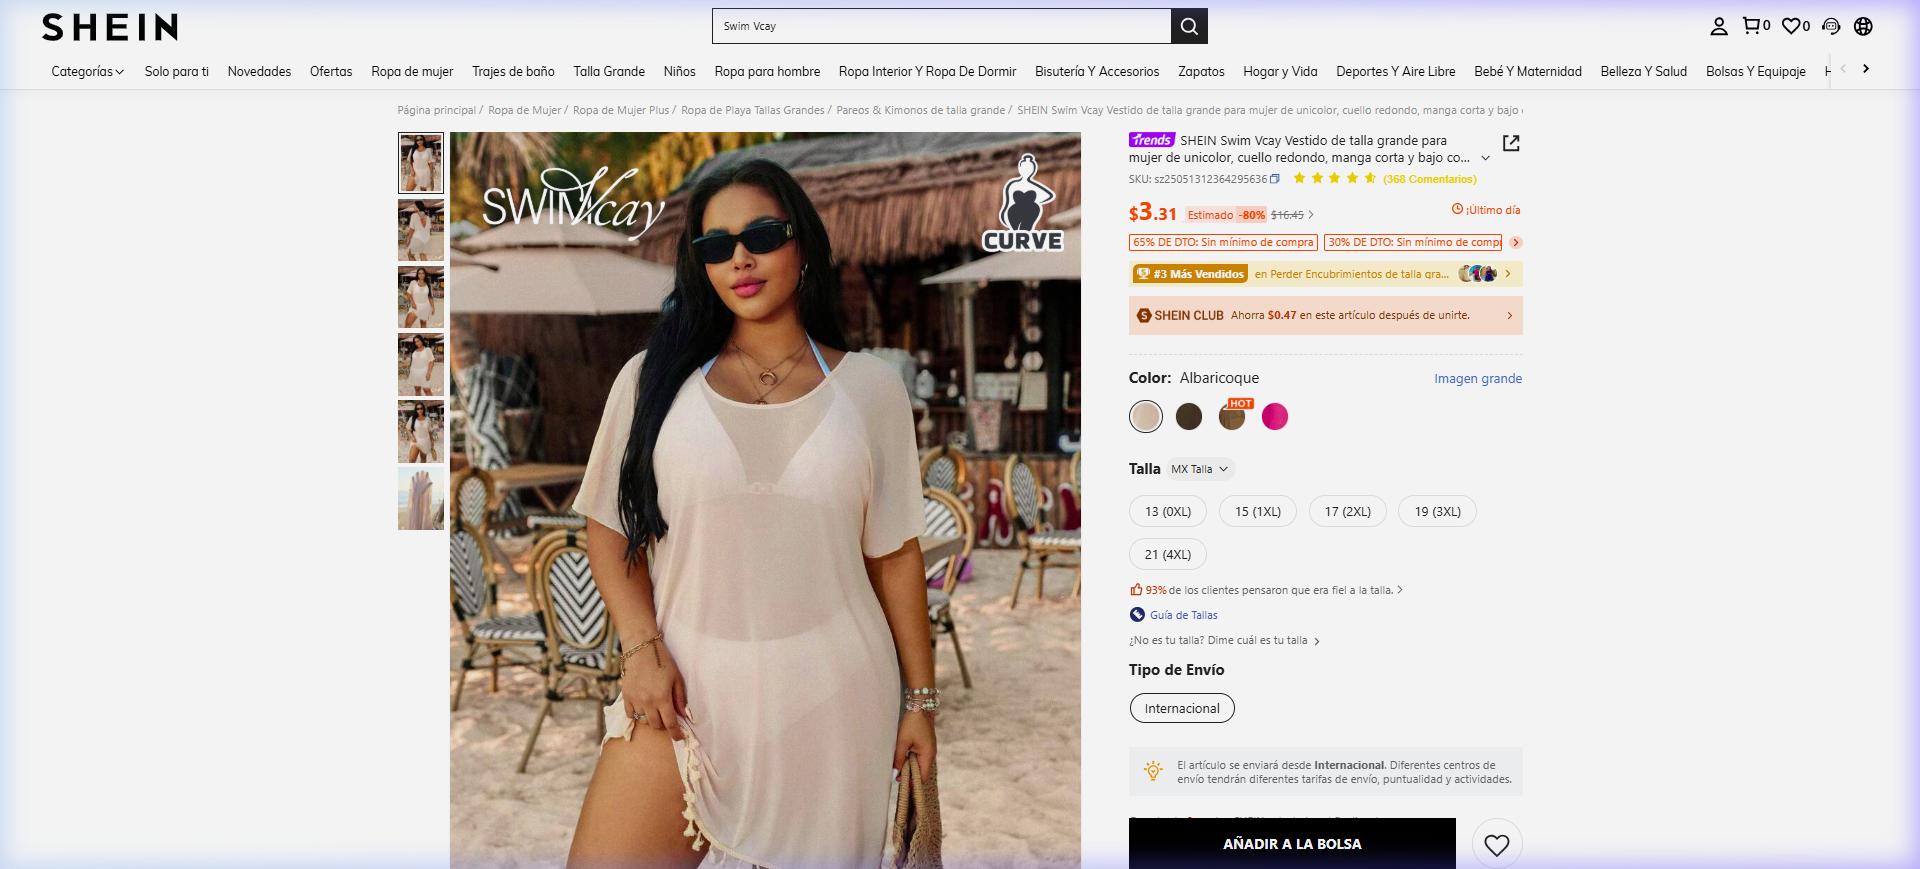 SHEIN
Swim Vcay
0
0
Categorías
Solo para ti
Novedades
Ofertas
Ropa de mujer
Trajes de baño
Talla Grande
Niños
Ropa para hombre
Ropa Interior Y Ropa De Dormir
Bisutería Y Accesorios
Zapatos
Hogar y Vida
Deportes Y Aire Libre
Bebé Y Maternidad
Belleza Y Salud
Bolsas Y Equipaje
Página principal / Ropa de Mujer / Ropa de Mujer Plus / Ropa de Playa Tallas Grandes / Pareos & Kimonos de talla grande / SHEIN Swim Vcay Vestido de talla grande para mujer de unicolor, cuello redondo, manga corta y bajo
SWIM Vcay
CURVE
Trends SHEIN Swim Vcay Vestido de talla grande para
mujer de unicolor, cuello redondo, manga corta y bajo co...
SKU: sz25051312364295636 (368 Comentarios)
$3.31 Estimado -80% $16.45
¡Último día
65% DE DTO: Sin mínimo de compra
30% DE DTO: Sin mínimo de compr
#3 Más Vendidos en Perder Encubrimientos de talla gra...
S SHEIN CLUB Ahorra $0.47 en este artículo después de unirte.
Color: Albaricoque
Imagen grande
HOT
Talla MX Talla
13 (0XL)
15 (1XL)
17 (2XL)
19 (3XL)
21 (4XL)
93% de los clientes pensaron que era fiel a la talla.
Guía de Tallas
¿No es tu talla? Dime cuál es tu talla
Tipo de Envío
Internacional
El artículo se enviará desde Internacional. Diferentes centros de
envío tendrán diferentes tarifas de envío, puntualidad y actividades.
AÑADIR A LA BOLSA